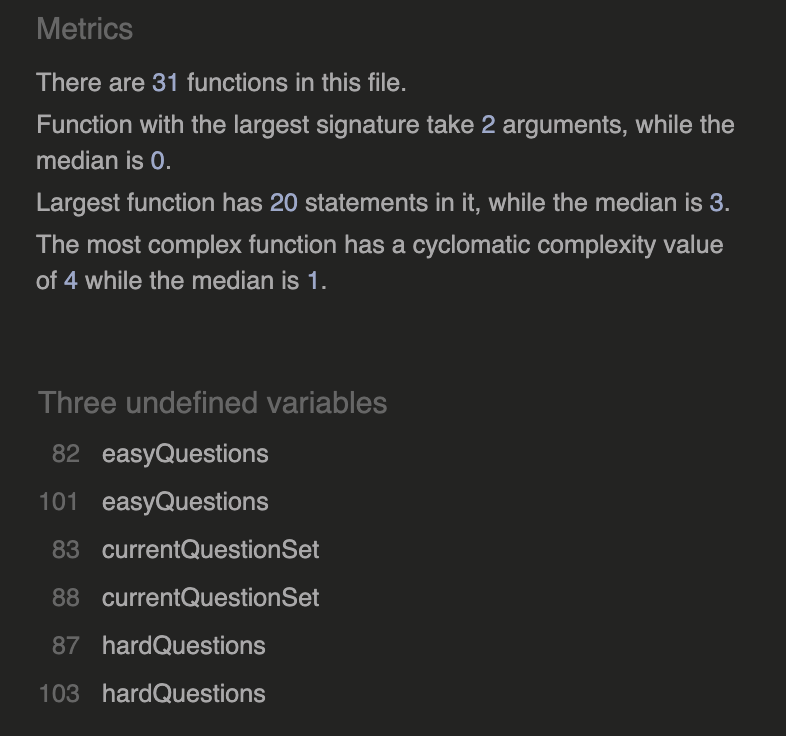 Metrics
There are 31 functions in this file.
Function with the largest signature take 2 arguments, while the
median is 0.
Largest function has 20 statements in it, while the median is 3.
The most complex function has a cyclomatic complexity value
of 4 while the median is 1.
Three undefined variables
82 easyQuestions
101 easyQuestions
83 currentQuestionSet
88 currentQuestionSet
87 hardQuestions
103 hardQuestions